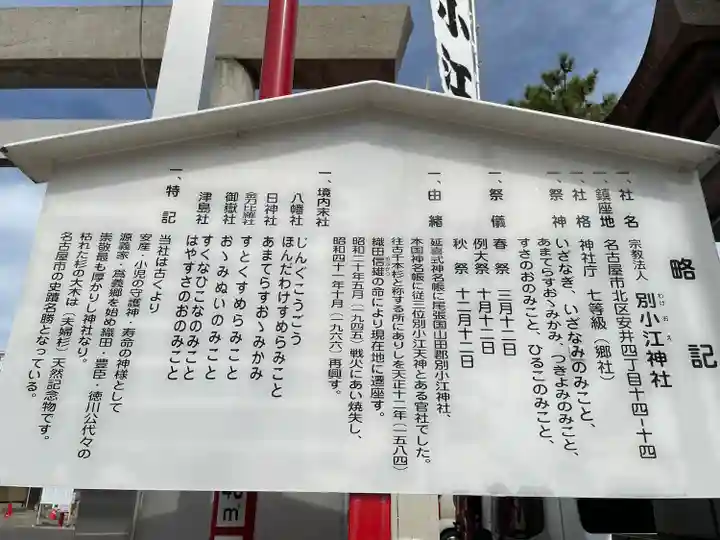 小江
略記
一、社名 宗教法人 別小江神社
わけおえ
一、鎮座地 名古屋市北区安井四丁目十四-十四
一、社格 神社庁 七等級(郷社)
一、祭神 いざなぎ、いざなみのみこと、
あまてらすおゝみかみ、つきよみのみこと、
すさのおのみこと、ひるこのみこと、
一、祭儀 春祭 三月十二日
例大祭 十月十二日
秋祭 十二月十二日
一、由緒 延喜式神名帳に尾張国山田郡別小江神社、
本国神名帳に従三位別小江天神とある官社でした。
往古千本杉と称する所にありしを天正十二年(一五八四)
織田信雄の命により現在地に遷座す。
昭和二十年五月(一九四五)戦火にあい焼失し、
昭和四十一年十月(一九六六)再興す。
一、境内末社
八幡社 じんぐこうごう
ほんだわけすめらみこと
日神社 あまてらすおゝみかみ
金刀比羅社 すとくすめらみこと
御嶽社 おゝみぬいのみこと
すくなひこなのみこと
津島社 はやすさのおのみこと
一、特記 当社は古くより
安産・小児の守護神、寿命の神様として
源義家・爲義郷を始め織田・豊臣・徳川公代々の
崇敬最も厚かりし神社なり。
枯れた杉の大木は(夫婦杉)天然記念物です。
名古屋市の史蹟名勝となっている。